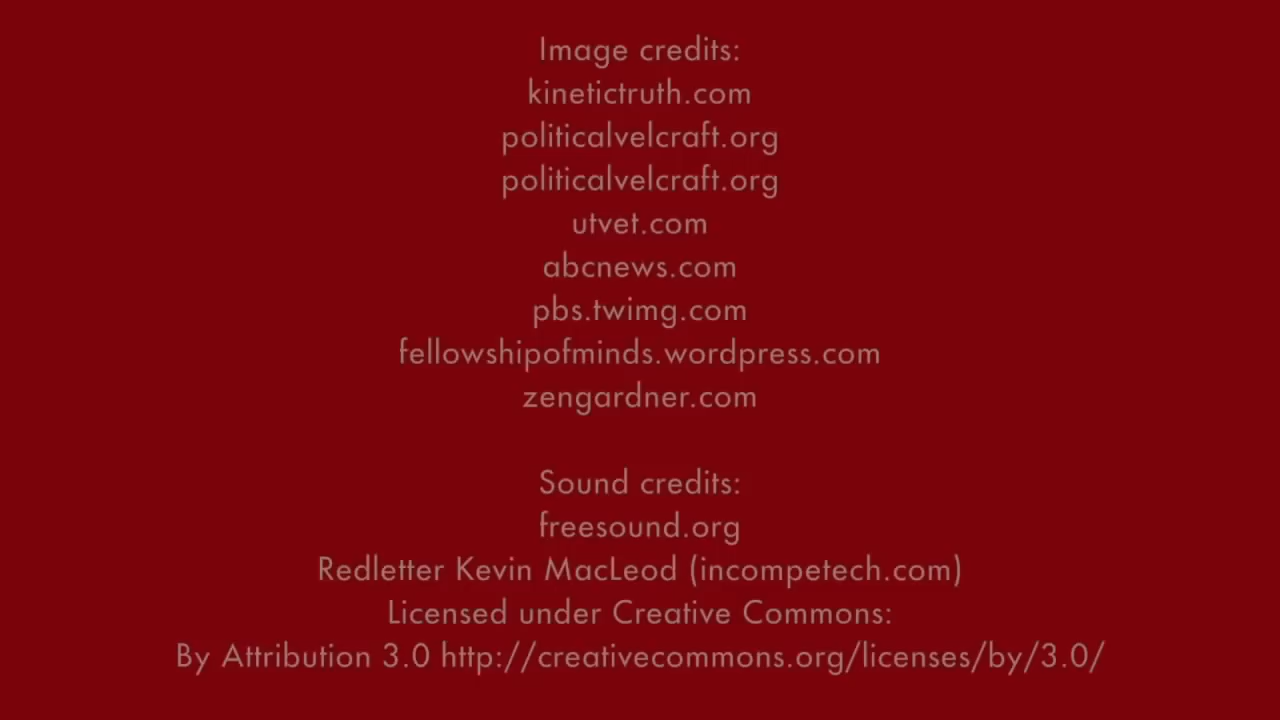 Image credits:
kinetictruth.com
politicalvelcraft.org
politicalvelcraft.org
utvet.com
abcnews.com
pbs.twimg.com
fellowshipofminds.wordpress.com
zengardner.com
Sound credits:
freesound.org
Redletter Kevin MacLeod (incompetech.com)
Licensed under Creative Commons:
By Attribution 3.0 http://creativecommons.org/licenses/by/3.0/